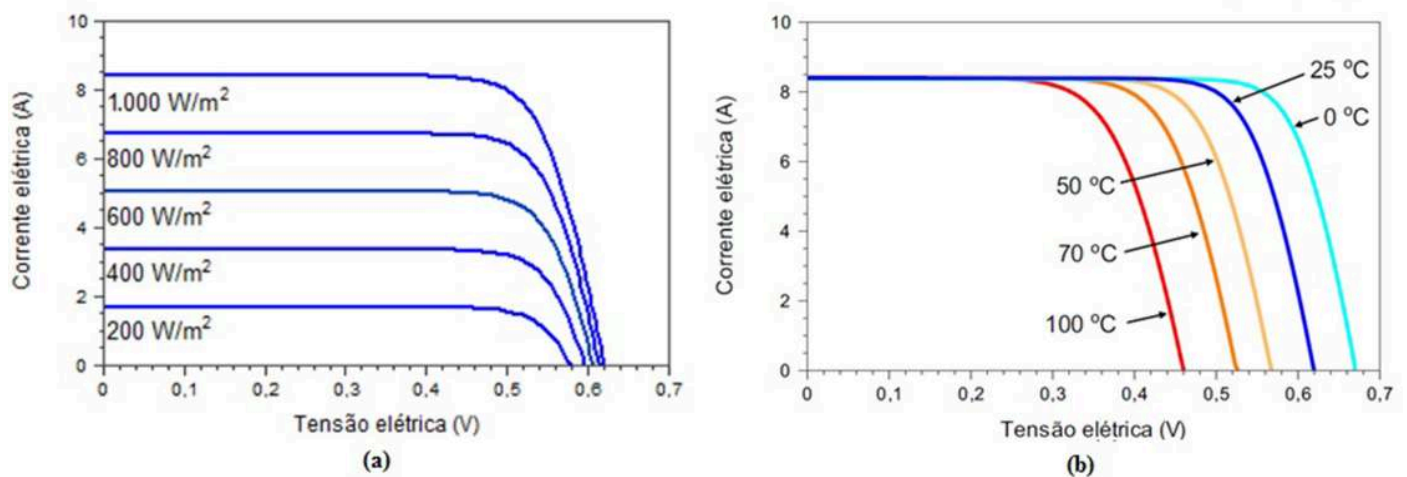 10
8
6
4
2
0
Corrente elétrica (A)
1.000 W/m²
800 W/m²
600 W/m²
400 W/m²
200 W/m²
0
0,1
0,2
0,3
0,4
0,5
0,6
0,7
Tensão elétrica (V)
(a)
10
8
6
4
2
0
Corrente elétrica (A)
25 ºC
0 ºC
50 ºC
70 ºC
100 ºC
0
0,1
0,2
0,3
0,4
0,5
0,6
0,7
Tensão elétrica (V)
(b)